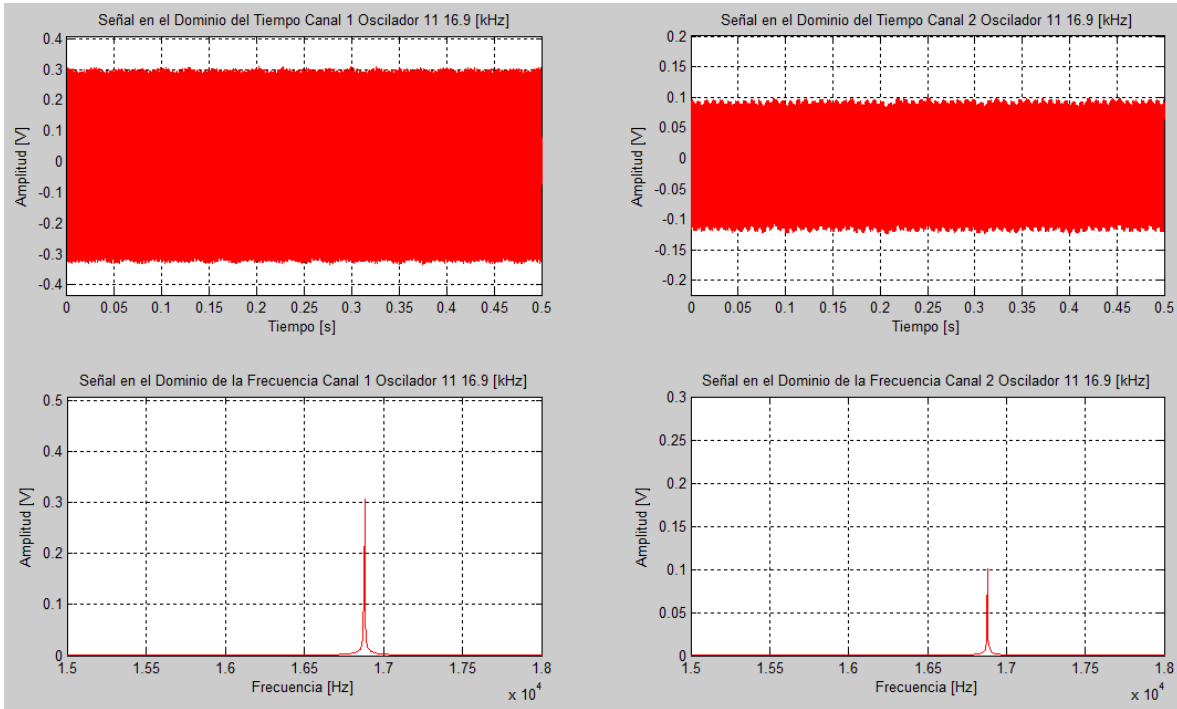 Señal en el Dominio del Tiempo Canal 1 Oscilador 11 16.9 [kHz]
Amplitud [V]
0.4
0.3
0.2
0.1
0
-0.1
-0.2
-0.3
-0.4
0 0.05 0.1 0.15 0.2 0.25 0.3 0.35 0.4 0.45 0.5
Tiempo [s]
Señal en el Dominio del Tiempo Canal 2 Oscilador 11 16.9 [kHz]
Amplitud [V]
0.2
0.15
0.1
0.05
0
-0.05
-0.1
-0.15
-0.2
0 0.05 0.1 0.15 0.2 0.25 0.3 0.35 0.4 0.45 0.5
Tiempo [s]
Señal en el Dominio de la Frecuencia Canal 1 Oscilador 11 16.9 [kHz]
Amplitud [V]
0.5
0.4
0.3
0.2
0.1
0
1.5 1.55 1.6 1.65 1.7 1.75 1.8
Frecuencia [Hz]
x 10⁴
Señal en el Dominio de la Frecuencia Canal 2 Oscilador 11 16.9 [kHz]
Amplitud [V]
0.3
0.25
0.2
0.15
0.1
0.05
0
1.5 1.55 1.6 1.65 1.7 1.75 1.8
Frecuencia [Hz]
x 10⁴